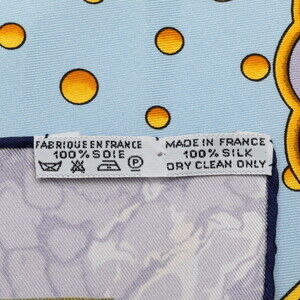 FABRIQUE EN FRANCE
100% SOIE
MADE IN FRANCE
100% SILK
DRY CLEAN ONLY